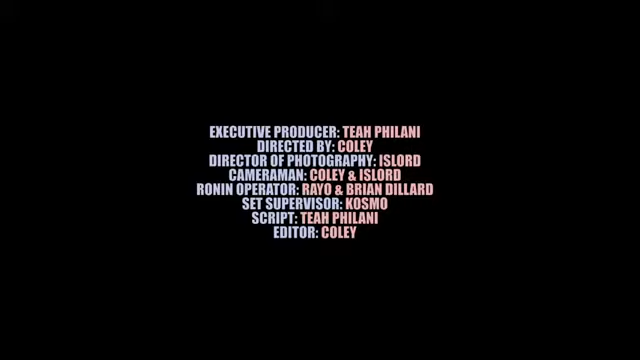 EXECUTIVE PRODUCER: TEAH PHILANI
DIRECTED BY: COLEY
DIRECTOR OF PHOTOGRAPHY: ISLORD
CAMERAMAN: COLEY & ISLORD
RONIN OPERATOR: RAYO & BRIAN DILLARD
SET SUPERVISOR: KOSMO
SCRIPT: TEAH PHILANI
EDITOR: COLEY